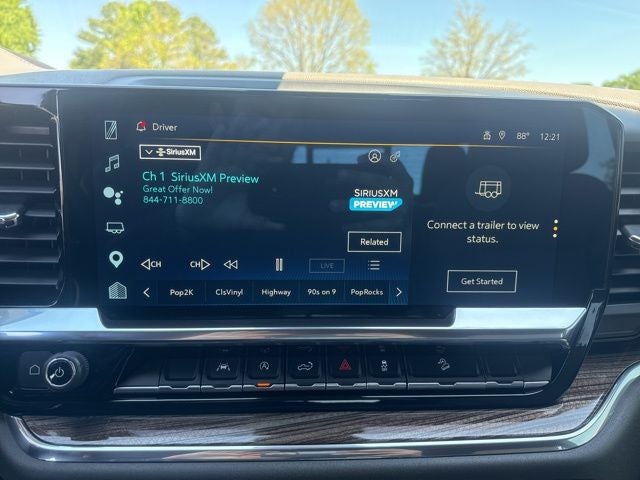 Driver
88° 12:21
SiriusXM
Ch 1 SiriusXM Preview
Great Offer Now!
844-711-8800
SIRIUSXM
PREVIEW
Related
Connect a trailer to view
status.
CH
CH
LIVE
Get Started
Pop2K ClsVinyl Highway 90s on 9 PopRocks